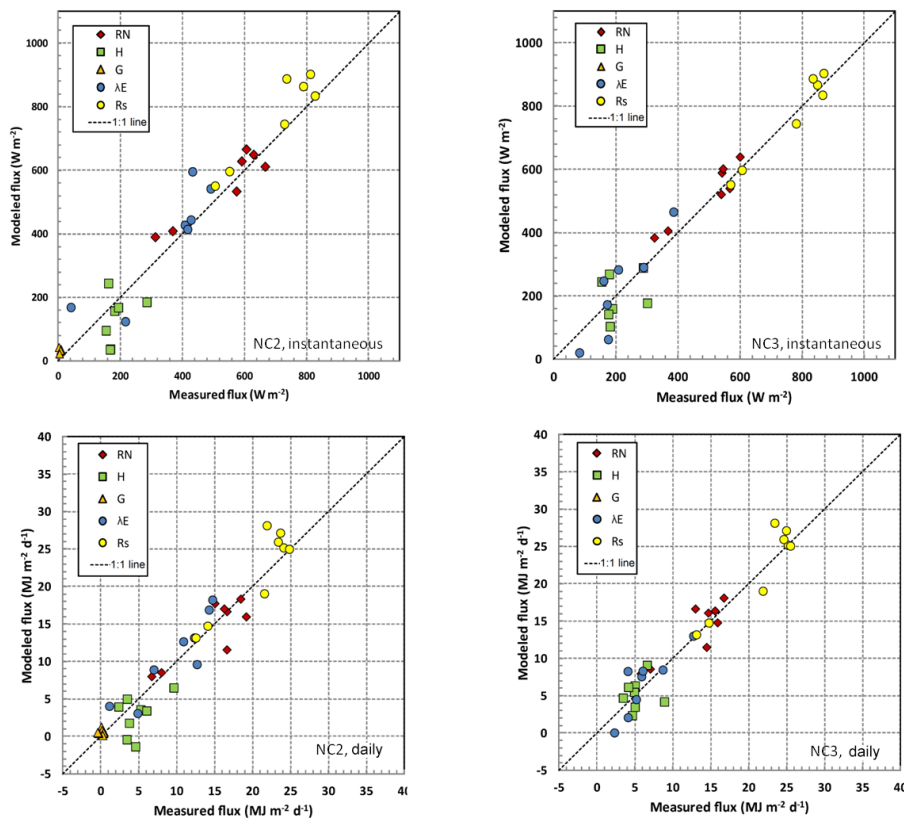 1100
1000
800
600
400
200
0
0 200 400 600 800 1000
Modeled flux (W m-2)
Measured flux (W m-2)
RN
H
G
λE
Rs
1:1 line
NC2, instantaneous
1100
1000
800
600
400
200
0
0 200 400 600 800 1000
Modeled flux (W m-2)
Measured flux (W m-2)
RN
H
G
λE
Rs
1:1 line
NC3, instantaneous
40
35
30
25
20
15
10
5
0
-5
-5 0 5 10 15 20 25 30 35 40
Modeled flux (MJ m-2 d-1)
Measured flux (MJ m-2 d-1)
RN
H
G
λE
Rs
1:1 line
NC2, daily
40
35
30
25
20
15
10
5
0
-5
-5 0 5 10 15 20 25 30 35 40
Modeled flux (MJ m-2 d-1)
Measured flux (MJ m-2 d-1)
RN
H
G
λE
Rs
1:1 line
NC3, daily